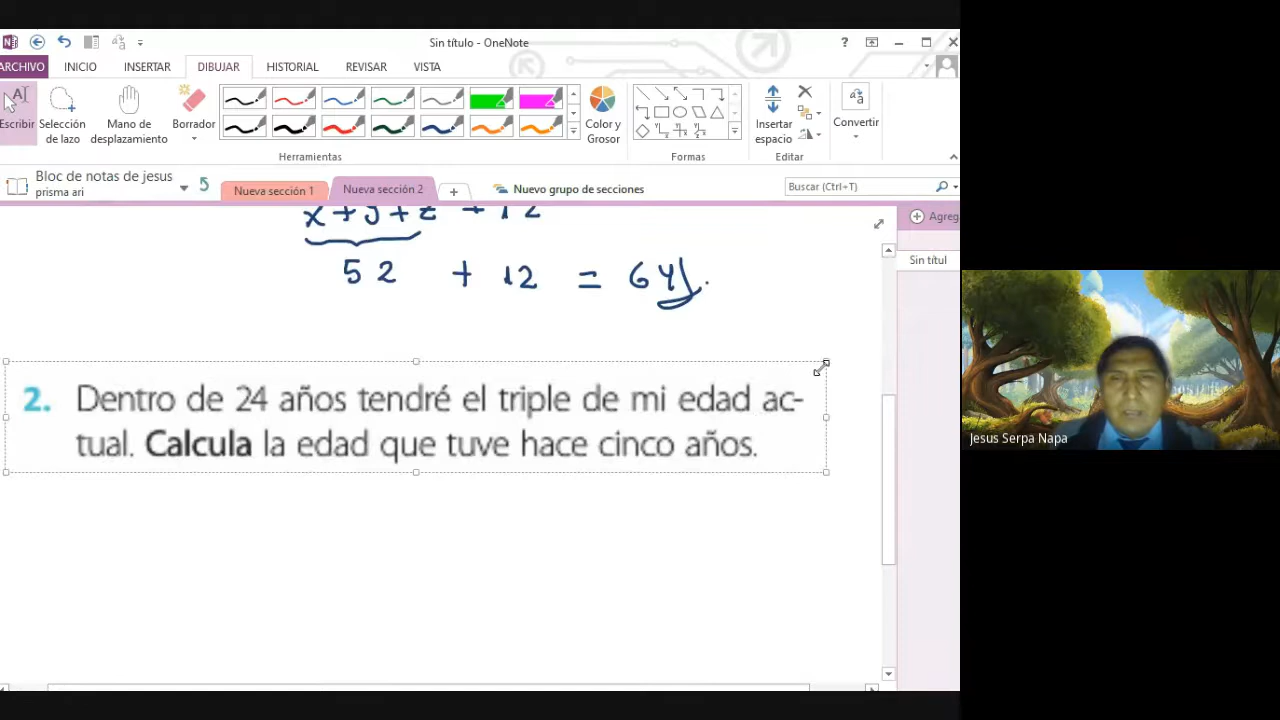 Sin título - OneNote
ARCHIVO INICIO INSERTAR DIBUJAR HISTORIAL REVISAR VISTA
Escribir
Selección de lazo
Mano de desplazamiento
Borrador
Color y Grosor
Insertar espacio
Convertir
Herramientas
Formas
Editar
Bloc de notas de jesus
prisma ari
Nueva sección 1
Nueva sección 2
Nuevo grupo de secciones
Buscar (Ctrl+T)
Agreg
Sin títul
x + y + z + 12
52 + 12 = 64
2. Dentro de 24 años tendré el triple de mi edad ac-
tual. Calcula la edad que tuve hace cinco años.
Jesus Serpa Napa